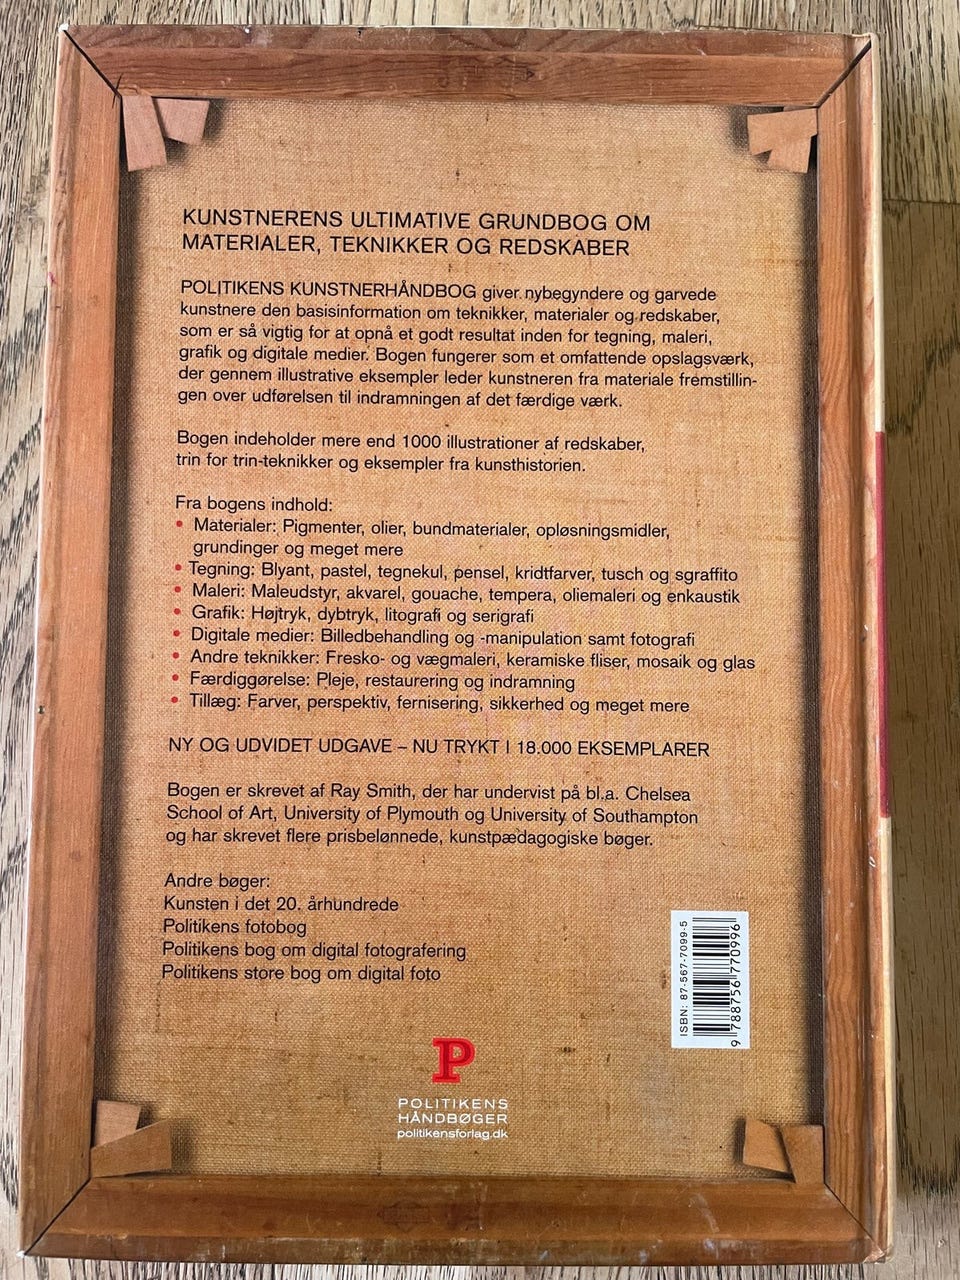 KUNSTNERENS ULTIMATIVE GRUNDBOG OM
MATERIALER, TEKNIKKER OG REDSKABER
POLITIKENS KUNSTNERHÅNDBOG giver nybegyndere og garvede
kunstnere den basisinformation om teknikker, materialer og redskaber,
som er så vigtig for at opnå et godt resultat inden for tegning, maleri,
grafik og digitale medier. Bogen fungerer som et omfattende opslagsværk,
der gennem illustrative eksempler leder kunstneren fra materiale fremstillin-
gen over udførelsen til indramningen af det færdige værk.
Bogen indeholder mere end 1000 illustrationer af redskaber,
trin for trin-teknikker og eksempler fra kunsthistorien.
Fra bogens indhold:
• Materialer: Pigmenter, olier, bundmaterialer, opløsningsmidler,
grundinger og meget mere
• Tegning: Blyant, pastel, tegnekul, pensel, kridtfarver, tusch og sgraffito
• Maleri: Maleudstyr, akvarel, gouache, tempera, oliemaleri og enkaustik
• Grafik: Højtryk, dybtryk, litografi og serigrafi
• Digitale medier: Billedbehandling og -manipulation samt fotografi
• Andre teknikker: Fresko- og vægmaleri, keramiske fliser, mosaik og glas
• Færdiggørelse: Pleje, restaurering og indramning
• Tillæg: Farver, perspektiv, fernisering, sikkerhed og meget mere
NY OG UDVIDET UDGAVE – NU TRYKT I 18.000 EKSEMPLARER
Bogen er skrevet af Ray Smith, der har undervist på bl.a. Chelsea
School of Art, University of Plymouth og University of Southampton
og har skrevet flere prisbelønnede, kunstpædagogiske bøger.
Andre bøger:
Kunsten i det 20. århundrede
Politikens fotobog
Politikens bog om digital fotografering
Politikens store bog om digital foto
ISBN: 87-567-7099-5
9 788756 770996
P
POLITIKENS
HÅNDBØGER
politikensforlag.dk